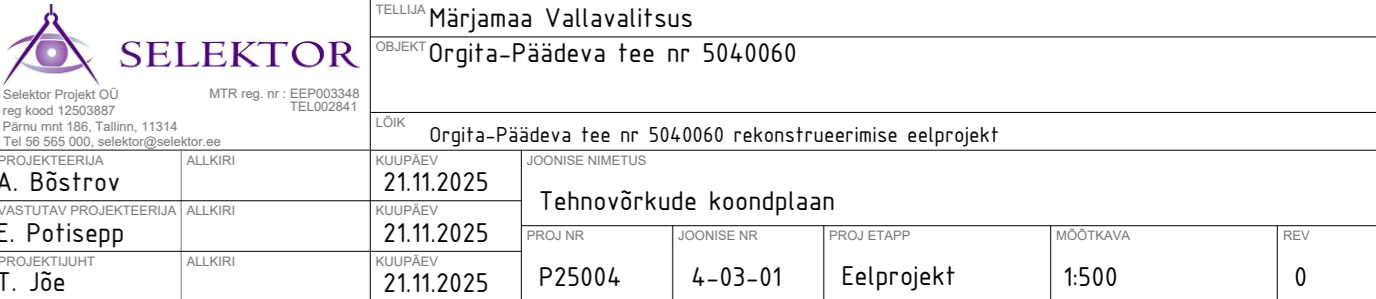 SELEKTOR
Selektor Projekt OÜ
reg kood 12503887
Pärnu mnt 186, Tallinn, 11314
Tel 56 565 000, selektor@selektor.ee
MTR reg. nr : EEP003348
TEL002841
TELLIJA Märjamaa Vallavalitsus
OBJEKT Orgita-Päädeva tee nr 5040060
LÕIK
Orgita-Päädeva tee nr 5040060 rekonstrueerimise eelprojekt
PROJEKTEERIJA ALLKIRI KUUPÄEV
A. Bõstrov 21.11.2025
VASTUTAV PROJEKTEERIJA ALLKIRI KUUPÄEV
E. Potisepp 21.11.2025
PROJEKTIJUHT ALLKIRI KUUPÄEV
T. Jõe 21.11.2025
JOONISE NIMETUS
Tehnovõrkude koondplaan
PROJ NR JOONISE NR PROJ ETAPP MÕÕTKAVA REV
P25004 4-03-01 Eelprojekt 1:500 0